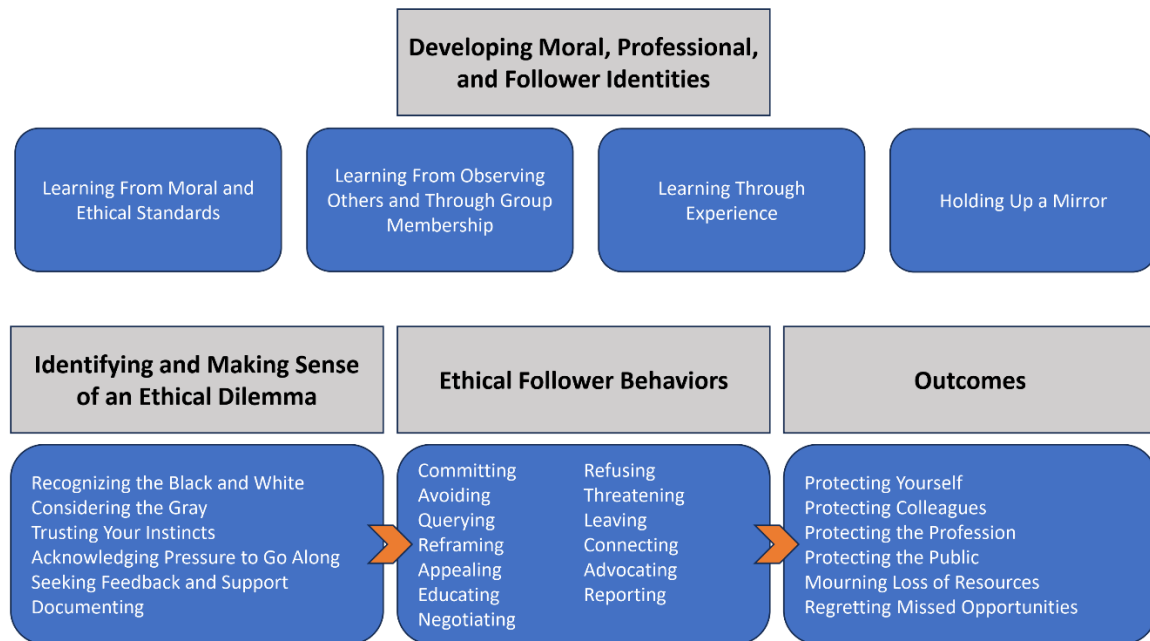 Developing Moral, Professional,
and Follower Identities
Learning From Moral and
Ethical Standards
Learning From Observing
Others and Through Group
Membership
Learning Through
Experience
Holding Up a Mirror
Identifying and Making Sense
of an Ethical Dilemma
Recognizing the Black and White
Considering the Gray
Trusting Your Instincts
Acknowledging Pressure to Go Along
Seeking Feedback and Support
Documenting
Ethical Follower Behaviors
Committing
Avoiding
Querying
Reframing
Appealing
Educating
Negotiating
Refusing
Threatening
Leaving
Connecting
Advocating
Reporting
Outcomes
Protecting Yourself
Protecting Colleagues
Protecting the Profession
Protecting the Public
Mourning Loss of Resources
Regretting Missed Opportunities